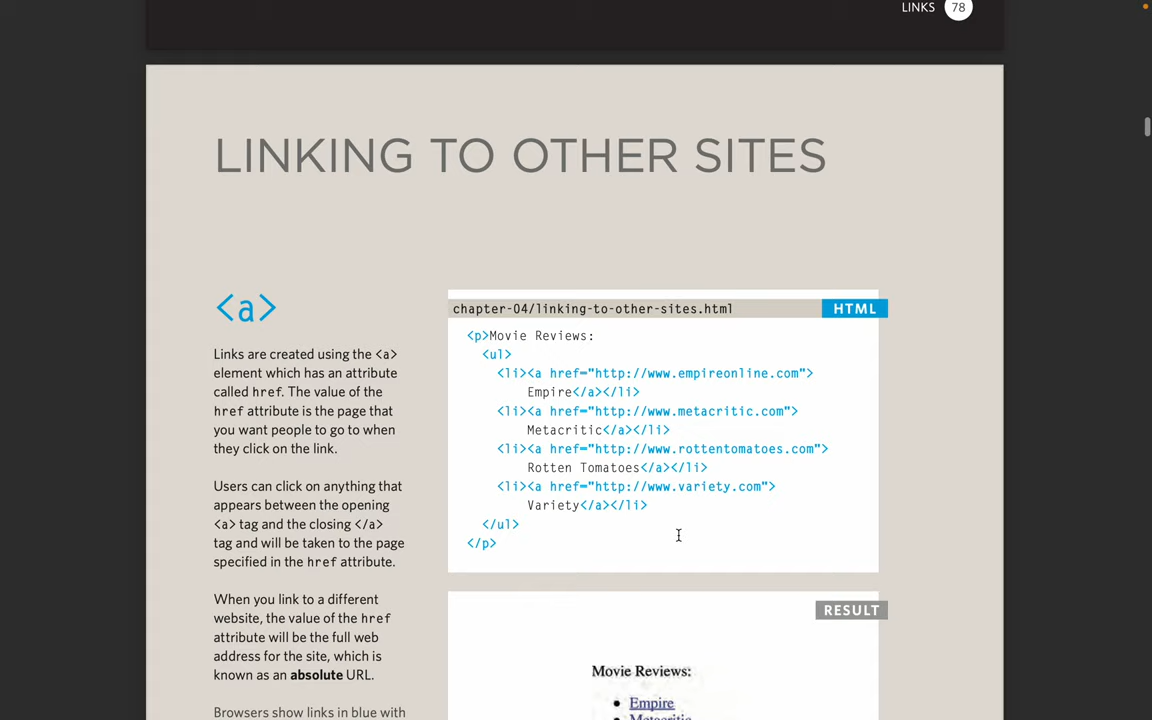 LINKS 78
LINKING TO OTHER SITES
<a>
Links are created using the <a>
element which has an attribute
called href. The value of the
href attribute is the page that
you want people to go to when
they click on the link.
Users can click on anything that
appears between the opening
<a> tag and the closing </a>
tag and will be taken to the page
specified in the href attribute.
When you link to a different
website, the value of the href
attribute will be the full web
address for the site, which is
known as an absolute URL.
Browsers show links in blue with
chapter-04/linking-to-other-sites.html HTML
<p>Movie Reviews:
<ul>
<li><a href="http://www.empireonline.com">
Empire</a></li>
<li><a href="http://www.metacritic.com">
Metacritic</a></li>
<li><a href="http://www.rottentomatoes.com">
Rotten Tomatoes</a></li>
<li><a href="http://www.variety.com">
Variety</a></li>
</ul>
</p>
RESULT
Movie Reviews:
• Empire
• Metacritic